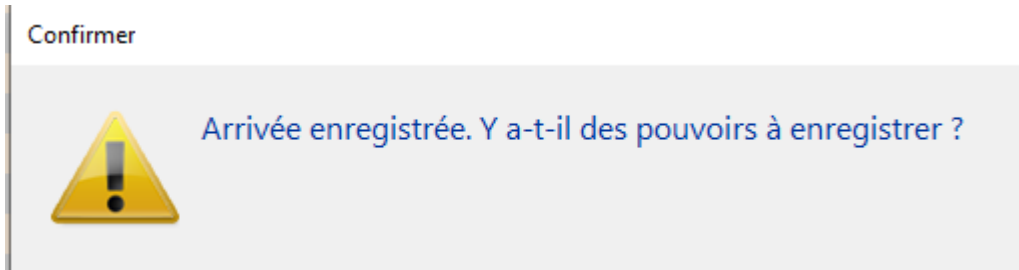 Confirmer
Arrivée enregistrée. Y a-t-il des pouvoirs à enregistrer ?